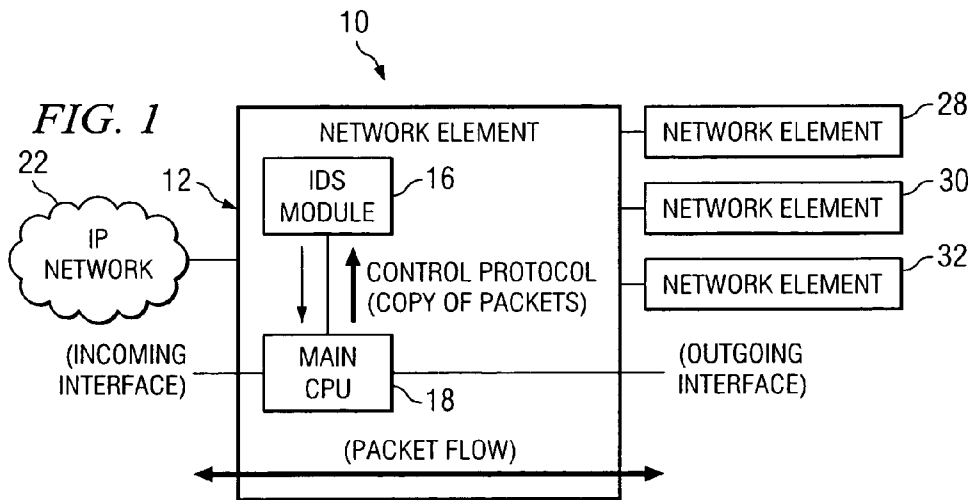 10
FIG. 1
22
12
IP
NETWORK
NETWORK ELEMENT
IDS
MODULE
16
CONTROL PROTOCOL
(COPY OF PACKETS)
(INCOMING
INTERFACE)
MAIN
CPU
18
(OUTGOING
INTERFACE)
(PACKET FLOW)
NETWORK ELEMENT
28
NETWORK ELEMENT
30
NETWORK ELEMENT
32